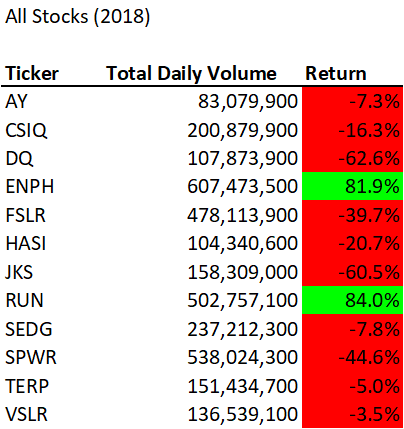 All Stocks (2018)
Ticker Total Daily Volume Return
AY 83,079,900 -7.3%
CSIQ 200,879,900 -16.3%
DQ 107,873,900 -62.6%
ENPH 607,473,500 81.9%
FSLR 478,113,900 -39.7%
HASI 104,340,600 -20.7%
JKS 158,309,000 -60.5%
RUN 502,757,100 84.0%
SEDG 237,212,300 -7.8%
SPWR 538,024,300 -44.6%
TERP 151,434,700 -5.0%
VSLR 136,539,100 -3.5%